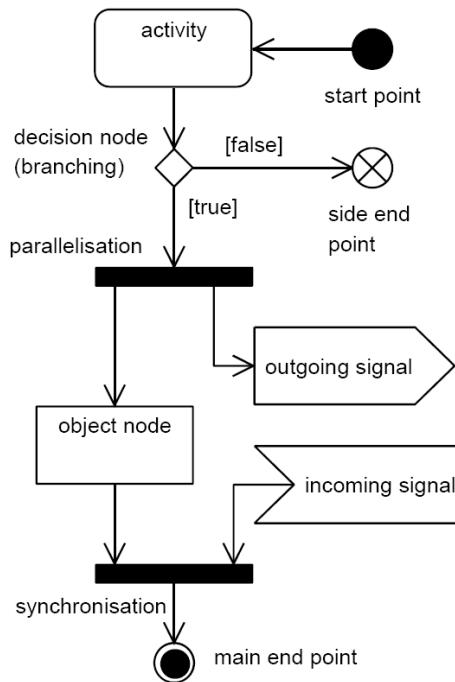 activity
start point
decision node
(branching)
[false]
[true]
side end
point
parallelisation
outgoing signal
object node
incoming signal
synchronisation
main end point